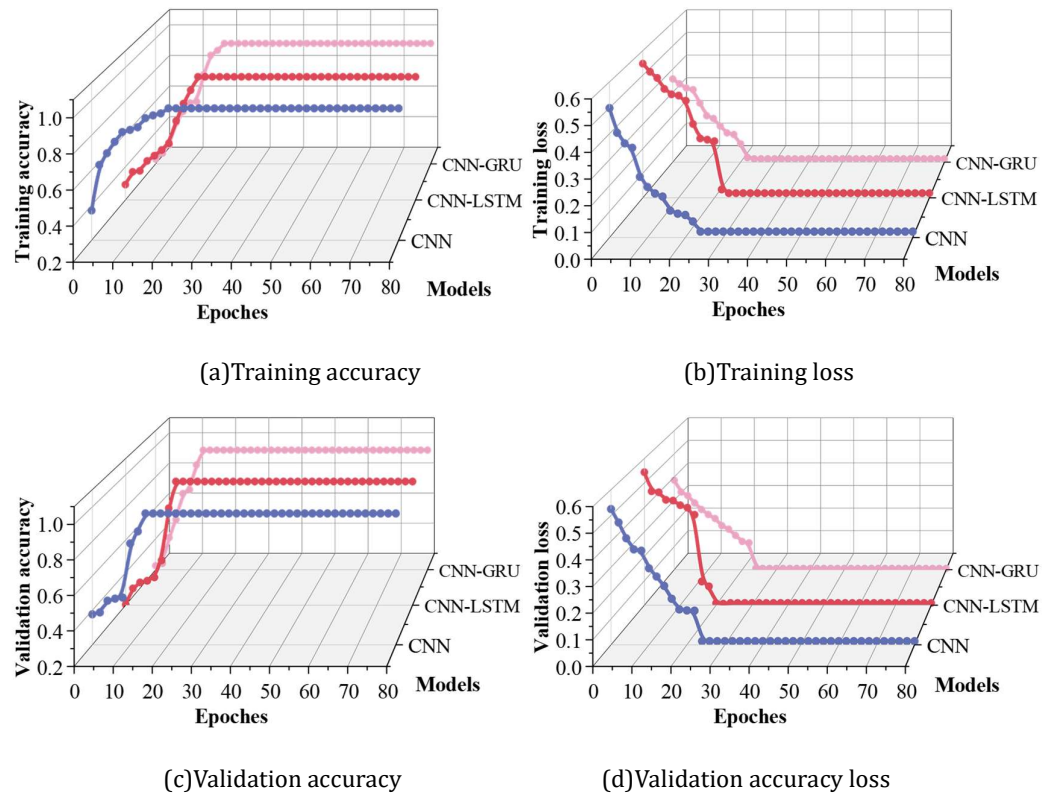 Training accuracy
1.0
0.8
0.6
0.4
0.2
0
10
20
30
40
50
60
70
80
Epoches
CNN-GRU
CNN-LSTM
CNN
Models
(a)Training accuracy
Training loss
0.6
0.5
0.4
0.3
0.2
0.1
0.0
0
10
20
30
40
50
60
70
80
Epoches
CNN-GRU
CNN-LSTM
CNN
Models
(b)Training loss
Validation accuracy
1.0
0.8
0.6
0.4
0.2
0
10
20
30
40
50
60
70
80
Epoches
CNN-GRU
CNN-LSTM
CNN
Models
(c)Validation accuracy
Validation loss
0.6
0.5
0.4
0.3
0.2
0.1
0.0
0
10
20
30
40
50
60
70
80
Epoches
CNN-GRU
CNN-LSTM
CNN
Models
(d)Validation accuracy loss